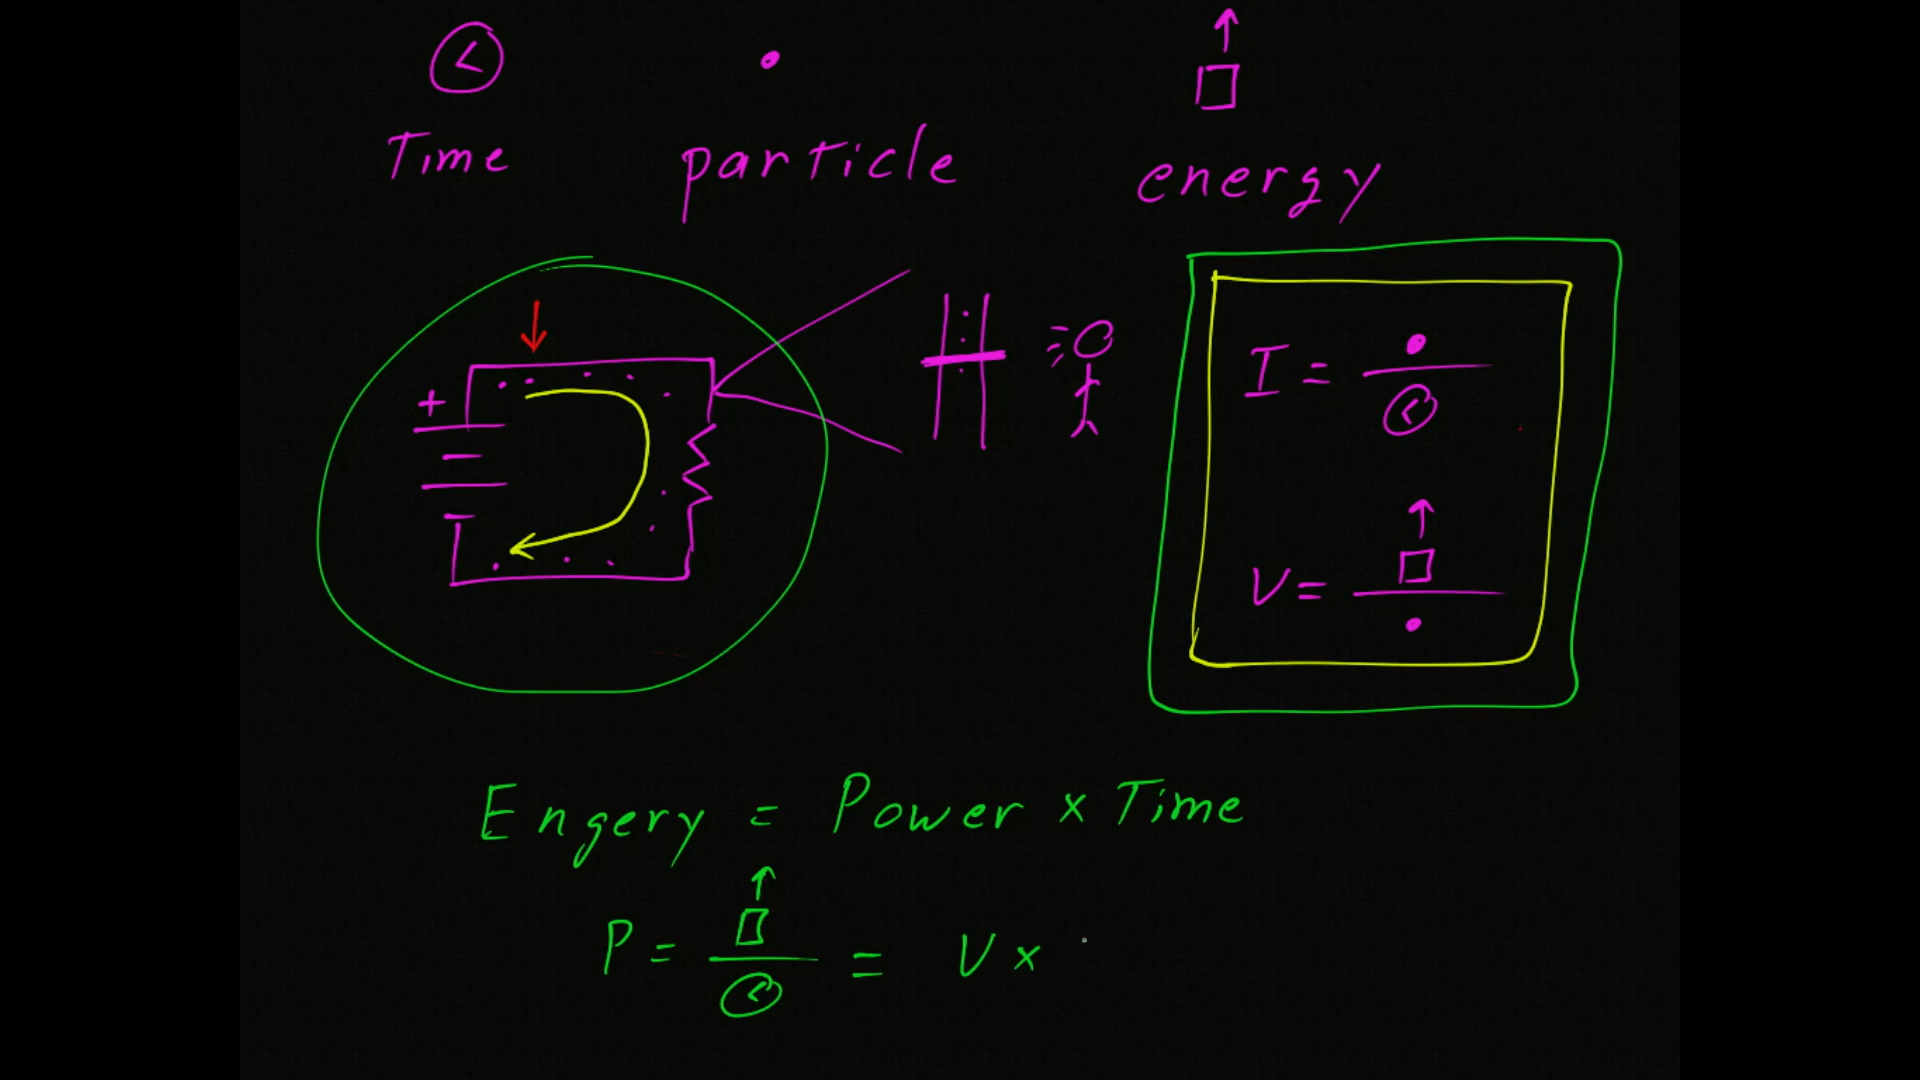 Time particle energy
+
I =
V =
Engery = Power x Time
P = = V x